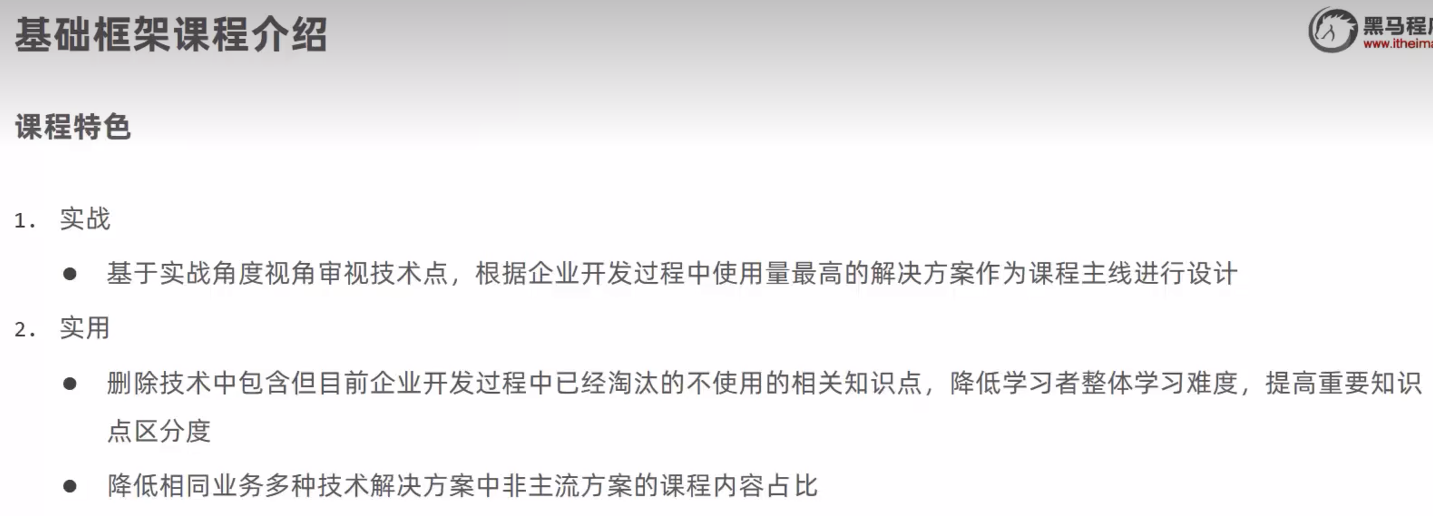 基础框架课程介绍
黑马程序
www.itheima
课程特色
1. 实战
● 基于实战角度视角审视技术点，根据企业开发过程中使用量最高的解决方案作为课程主线进行设计
2. 实用
● 删除技术中包含但目前企业开发过程中已经淘汰的不使用的相关知识点，降低学习者整体学习难度，提高重要知识
点区分度
● 降低相同业务多种技术解决方案中非主流方案的课程内容占比